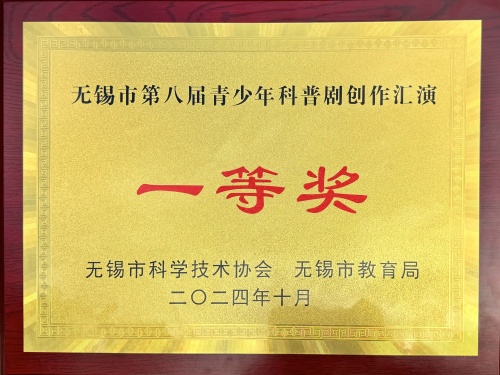 无锡市第八届青少年科普剧创作汇演
一等奖
无锡市科学技术协会 无锡市教育局
二〇二四年十月